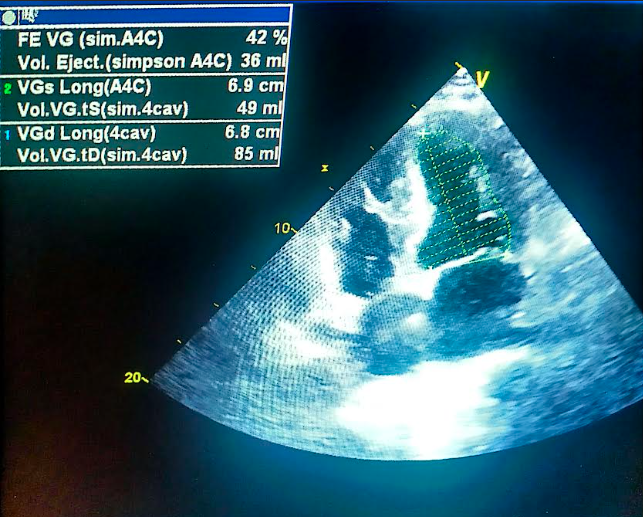 FE VG (sim.A4C) 42 %
Vol. Eject.(simpson A4C) 36 ml
2 VGs Long(A4C) 6.9 cm
Vol.VG.tS(sim.4cav) 49 ml
1 VGd Long(4cav) 6.8 cm
Vol.VG.tD(sim.4cav) 85 ml
V
10
20